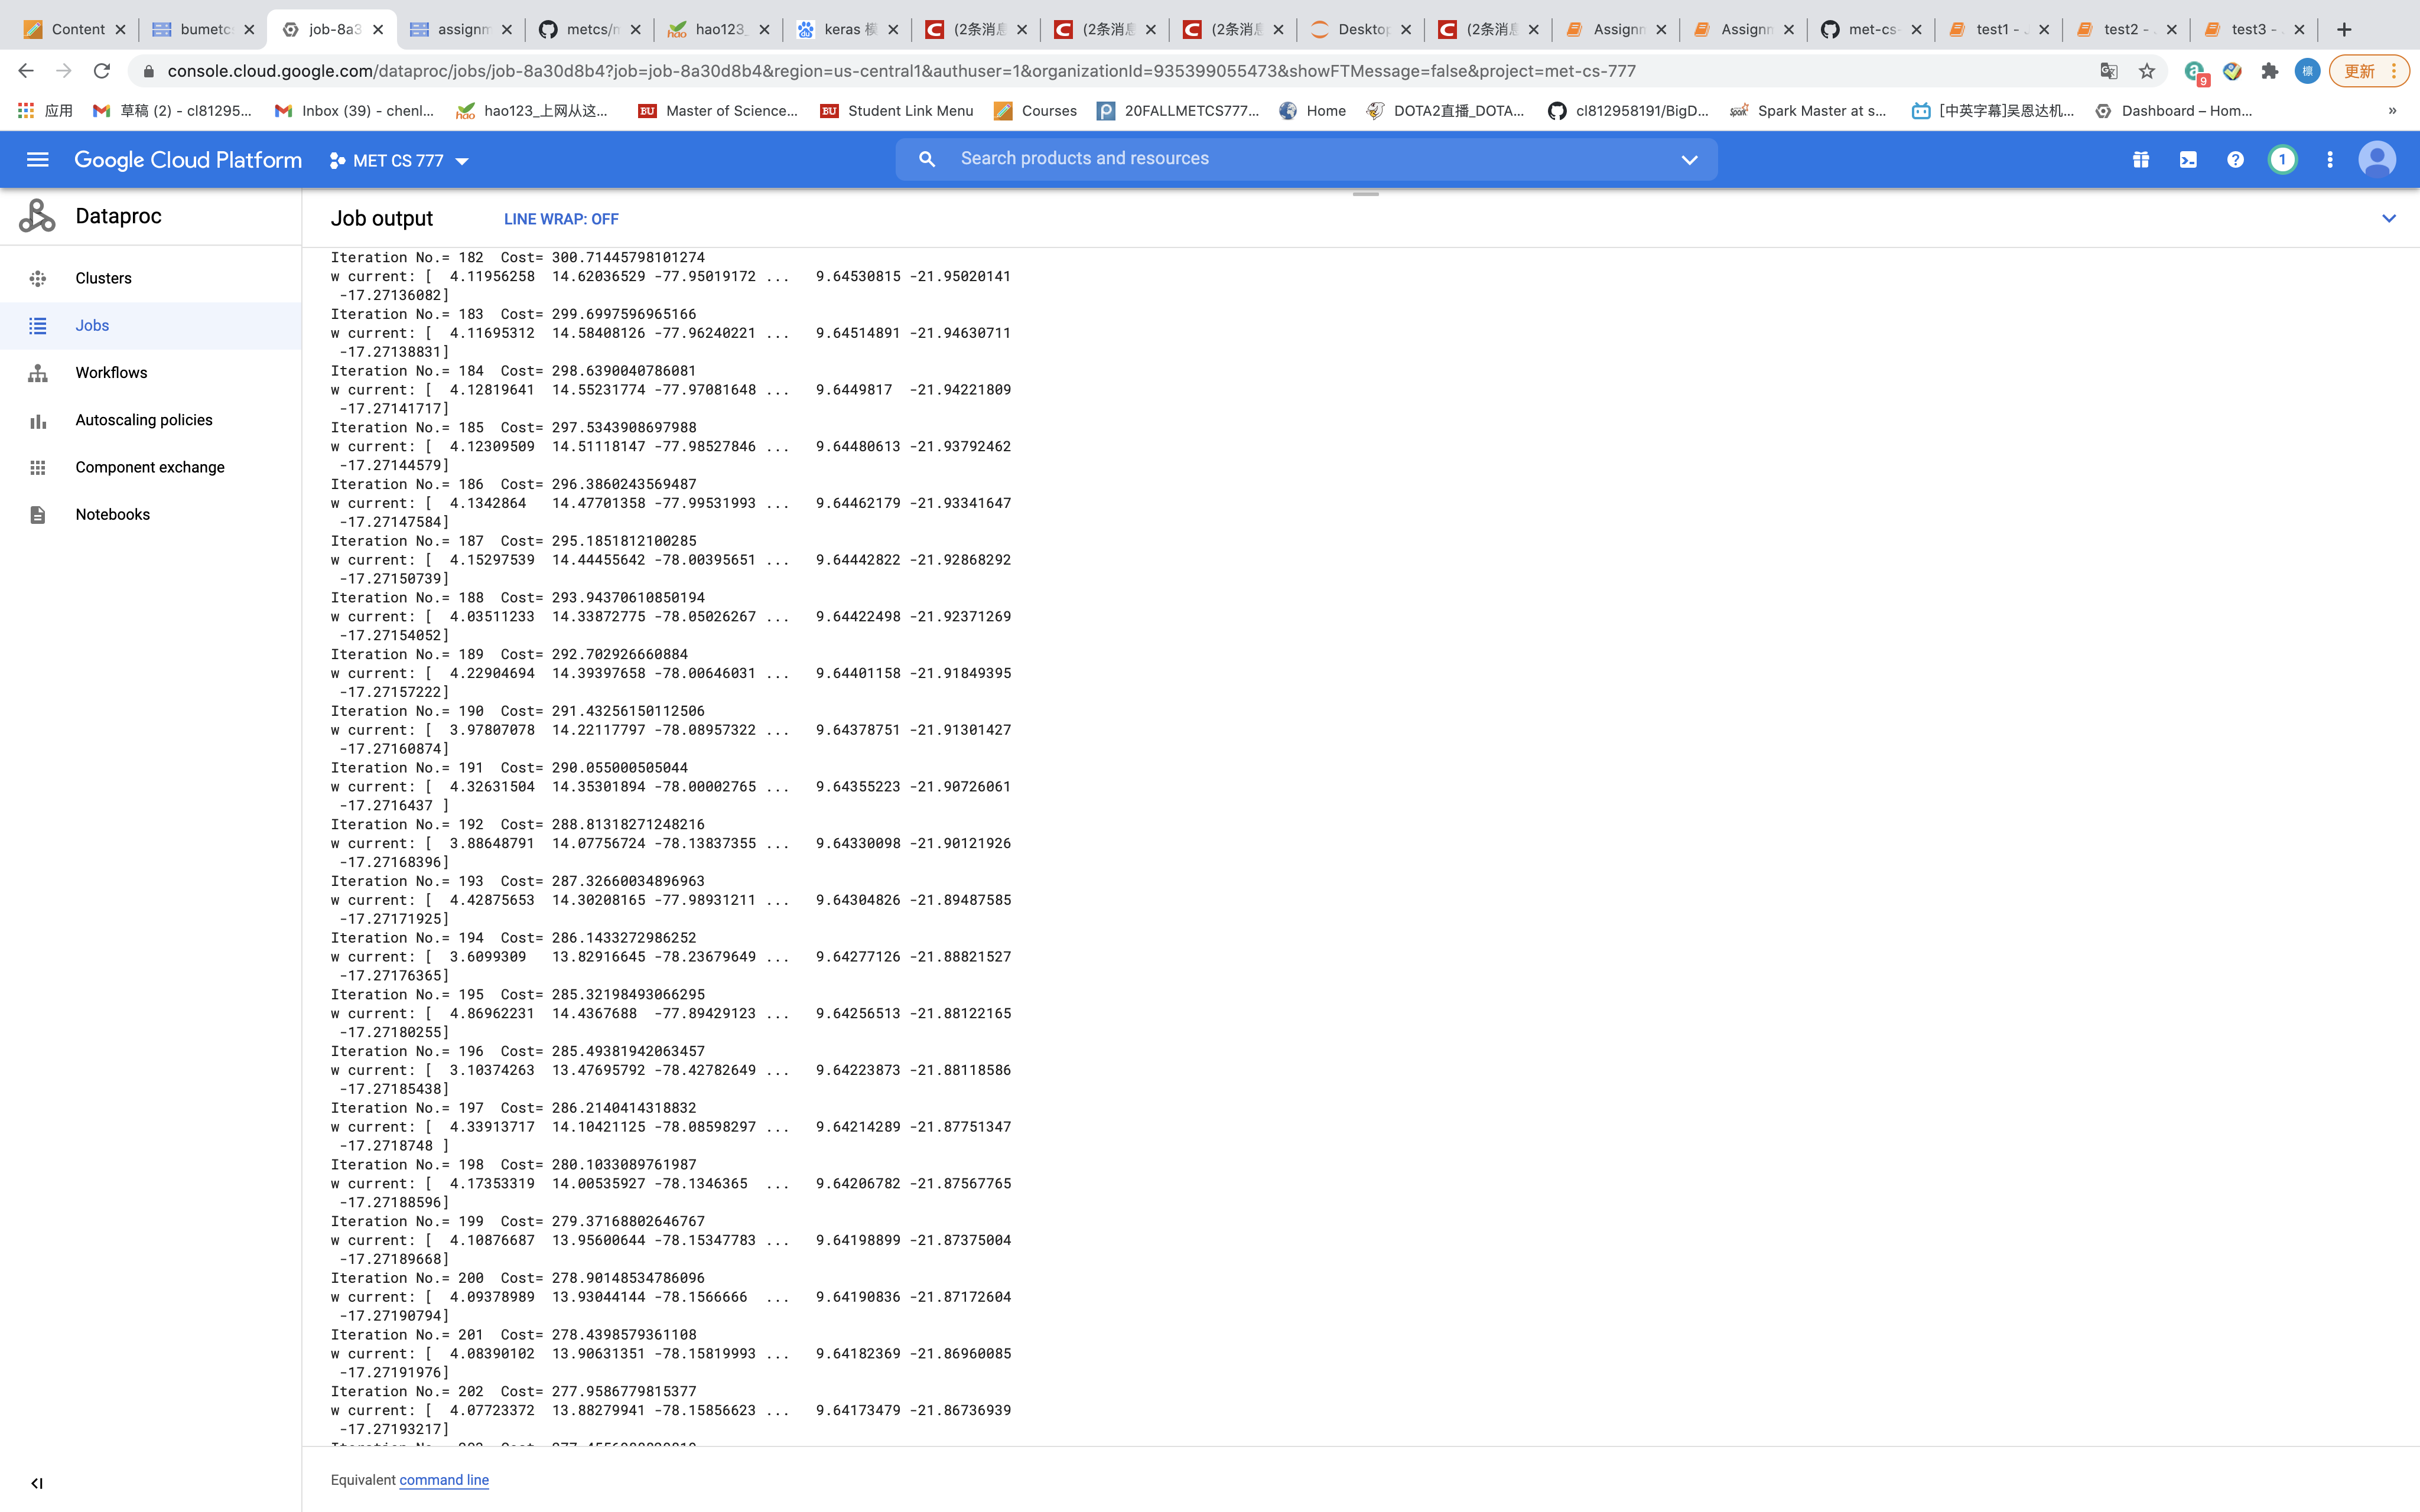 Content
bumetc
job-8a3
assignm
metcs/n
hao123_
keras 模
(2条消息
(2条消息
(2条消息
Desktop
(2条消息
Assignn
Assignn
met-cs-
test1 -
test2 -
test3 -
console.cloud.google.com/dataproc/jobs/job-8a30d8b4?job=job-8a30d8b4&region=us-central1&authuser=1&organizationId=935399055473&showFTMessage=false&project=met-cs-777
9
標
更新
应用
草稿 (2) - cl81295...
Inbox (39) - chenl...
hao123_上网从这...
BU Master of Science...
BU Student Link Menu
Courses
20FALLMETCS777...
Home
DOTA2直播_DOTA...
cl812958191/BigD...
Spark Master at s...
[中英字幕]吴恩达机...
Dashboard – Hom...
»
Google Cloud Platform
MET CS 777
Search products and resources
1
Dataproc
Clusters
Jobs
Workflows
Autoscaling policies
Component exchange
Notebooks
Job output
LINE WRAP: OFF
Iteration No.= 182  Cost= 300.71445798101274
w current: [  4.11956258  14.62036529 -77.95019172 ...   9.64530815 -21.95020141
 -17.27136082]
Iteration No.= 183  Cost= 299.6997596965166
w current: [  4.11695312  14.58408126 -77.96240221 ...   9.64514891 -21.94630711
 -17.27138831]
Iteration No.= 184  Cost= 298.6390040786081
w current: [  4.12819641  14.55231774 -77.97081648 ...   9.6449817  -21.94221809
 -17.27141717]
Iteration No.= 185  Cost= 297.5343908697988
w current: [  4.12309509  14.51118147 -77.98527846 ...   9.64480613 -21.93792462
 -17.27144579]
Iteration No.= 186  Cost= 296.3860243569487
w current: [  4.1342864   14.47701358 -77.99531993 ...   9.64462179 -21.93341647
 -17.27147584]
Iteration No.= 187  Cost= 295.1851812100285
w current: [  4.15297539  14.44455642 -78.00395651 ...   9.64442822 -21.92868292
 -17.27150739]
Iteration No.= 188  Cost= 293.94370610850194
w current: [  4.03511233  14.33872775 -78.05026267 ...   9.64422498 -21.92371269
 -17.27154052]
Iteration No.= 189  Cost= 292.702926660884
w current: [  4.22904694  14.39397658 -78.00646031 ...   9.64401158 -21.91849395
 -17.27157222]
Iteration No.= 190  Cost= 291.43256150112506
w current: [  3.97807078  14.22117797 -78.08957322 ...   9.64378751 -21.91301427
 -17.27160874]
Iteration No.= 191  Cost= 290.055000505044
w current: [  4.32631504  14.35301894 -78.00002765 ...   9.64355223 -21.90726061
 -17.2716437 ]
Iteration No.= 192  Cost= 288.81318271248216
w current: [  3.88648791  14.07756724 -78.13837355 ...   9.64330098 -21.90121926
 -17.27168396]
Iteration No.= 193  Cost= 287.32660034896963
w current: [  4.42875653  14.30208165 -77.98931211 ...   9.64304826 -21.89487585
 -17.27171925]
Iteration No.= 194  Cost= 286.1433272986252
w current: [  3.6099309   13.82916645 -78.23679649 ...   9.64277126 -21.88821527
 -17.27176365]
Iteration No.= 195  Cost= 285.32198493066295
w current: [  4.86962231  14.4367688  -77.89429123 ...   9.64256513 -21.88122165
 -17.27180255]
Iteration No.= 196  Cost= 285.49381942063457
w current: [  3.10374263  13.47695792 -78.42782649 ...   9.64223873 -21.88118586
 -17.27185438]
Iteration No.= 197  Cost= 286.2140414318832
w current: [  4.33913717  14.10421125 -78.08598297 ...   9.64214289 -21.87751347
 -17.2718748 ]
Iteration No.= 198  Cost= 280.1033089761987
w current: [  4.17353319  14.00535927 -78.1346365  ...   9.64206782 -21.87567765
 -17.27188596]
Iteration No.= 199  Cost= 279.37168802646767
w current: [  4.10876687  13.95600644 -78.15347783 ...   9.64198899 -21.87375004
 -17.27189668]
Iteration No.= 200  Cost= 278.90148534786096
w current: [  4.09378989  13.93044144 -78.1566666  ...   9.64190836 -21.87172604
 -17.27190794]
Iteration No.= 201  Cost= 278.4398579361108
w current: [  4.08390102  13.90631351 -78.15819993 ...   9.64182369 -21.86960085
 -17.27191976]
Iteration No.= 202  Cost= 277.9586779815377
w current: [  4.07723372  13.88279941 -78.15856623 ...   9.64173479 -21.86736939
 -17.27193217]
Equivalent command line